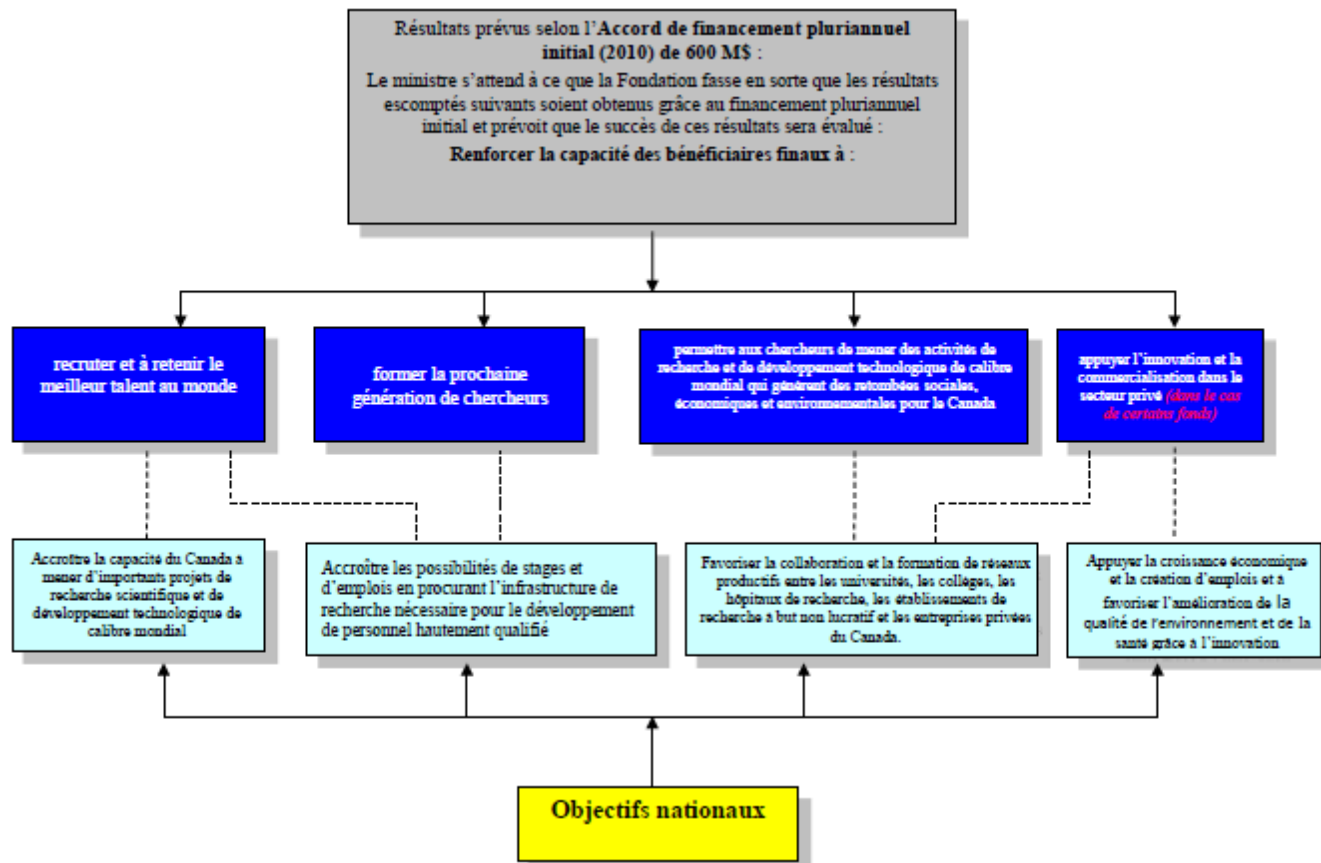 Résultats prévus selon l'Accord de financement pluriannuel
initial (2010) de 600 M$ :
Le ministre s'attend à ce que la Fondation fasse en sorte que les résultats
escomptés suivants soient obtenus grâce au financement pluriannuel
initial et prévoit que le succès de ces résultats sera évalué :
Renforcer la capacité des bénéficiaires finaux à :
recruter et à retenir le
meilleur talent au monde
former la prochaine
génération de chercheurs
permettre aux chercheurs de mener des activités de
recherche et de développement technologique de calibre
mondial qui génèrent des retombées sociales,
économiques et environnementales pour le Canada
appuyer l'innovation et la
commercialisation dans le
secteur privé (dans le cas
de certains fonds)
Accroître la capacité du Canada à
mener d'importants projets de
recherche scientifique et de
développement technologique de
calibre mondial
Accroître les possibilités de stages et
d'emplois en procurant l'infrastructure de
recherche nécessaire pour le développement
de personnel hautement qualifié
Favoriser la collaboration et la formation de réseaux
productifs entre les universités, les collèges, les
hôpitaux de recherche, les établissements de
recherche à but non lucratif et les entreprises privées
du Canada.
Appuyer la croissance économique
et la création d'emplois et à
favoriser l'amélioration de la
qualité de l'environnement et de la
santé grâce à l'innovation
Objectifs nationaux